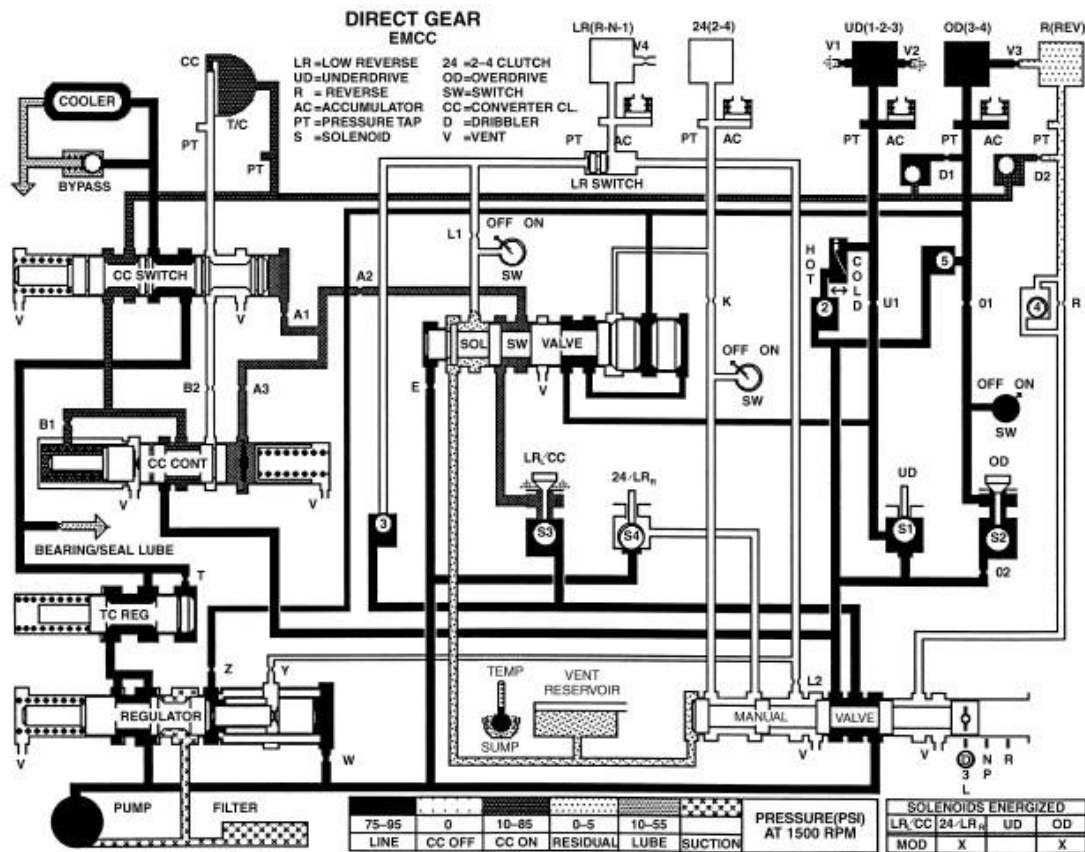 DIRECT GEAR
EMCC
LR =LOW REVERSE 24 =2-4 CLUTCH
UD=UNDERDRIVE OD=OVERDRIVE
R = REVERSE SW=SWITCH
AC=ACCUMULATOR CC=CONVERTER CL.
PT =PRESSURE TAP D =DRIBBLER
S =SOLENOID V =VENT
LR(R-N-1)
24(2-4)
UD(1-2-3)
OD(3-4)
R(REV)
V4
V1
V2
V3
CC
COOLER
T/C
PT
PT
BYPASS
PT AC
PT AC
PT AC
PT AC
PT
LR SWITCH
D1
D2
L1
OFF ON
SW
CC SWITCH
A2
HOT
COLD
5
2
U1
01
4
R
K
V
V
A1
SOL SW VALVE
E
V
OFF ON
SW
OFF ON
SW
B2
A3
B1
CC CONT
V
V
LR/CC
24/LRR
UD
OD
3
S3
S4
S1
S2
02
BEARING/SEAL LUBE
T
TC REG
Z
Y
TEMP
SUMP
VENT
RESERVOIR
L2
REGULATOR
MANUAL VALVE
V
W
V
V
D N R
3 P
L
PUMP
FILTER
75–95 0 10–85 0–5 10–55
LINE CC OFF CC ON RESIDUAL LUBE SUCTION
PRESSURE(PSI)
AT 1500 RPM
SOLENOIDS ENERGIZED
LR/CC 24/LRR UD OD
MOD X X